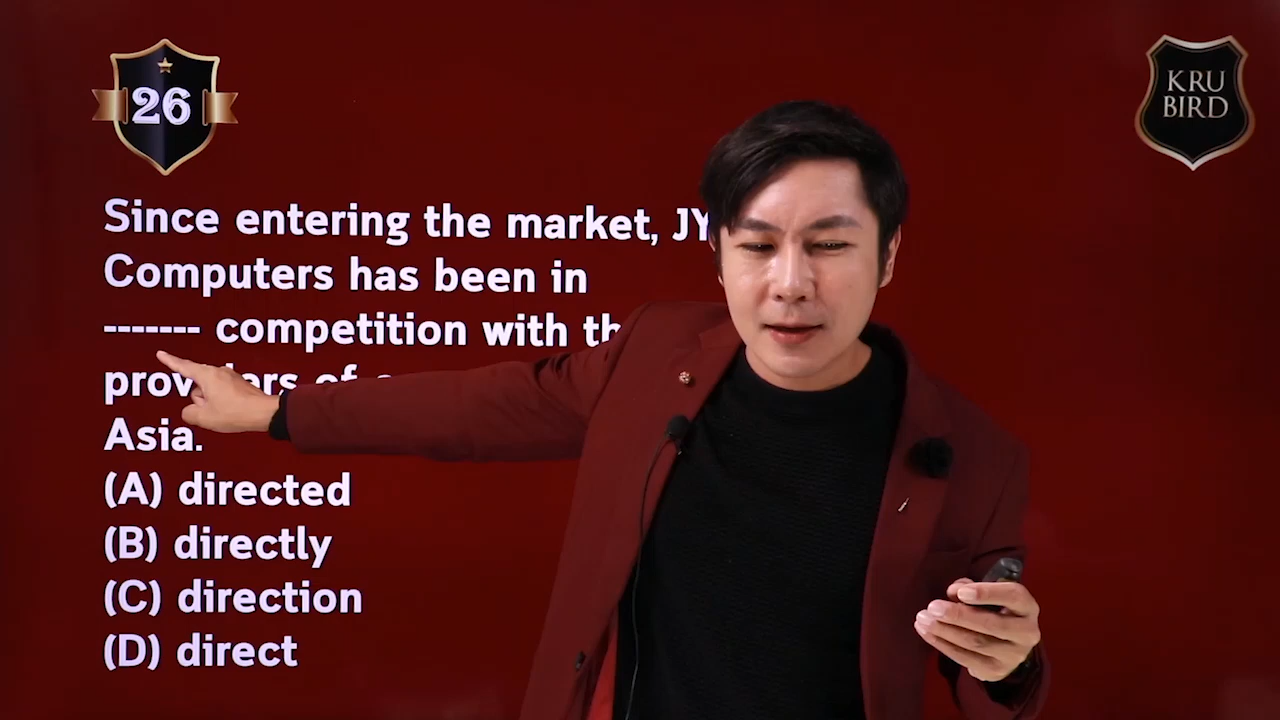 26
KRU
BIRD
Since entering the market, JY
Computers has been in
------- competition with
of
Asia.
(A) directed
(B) directly
(C) direction
(D) direct